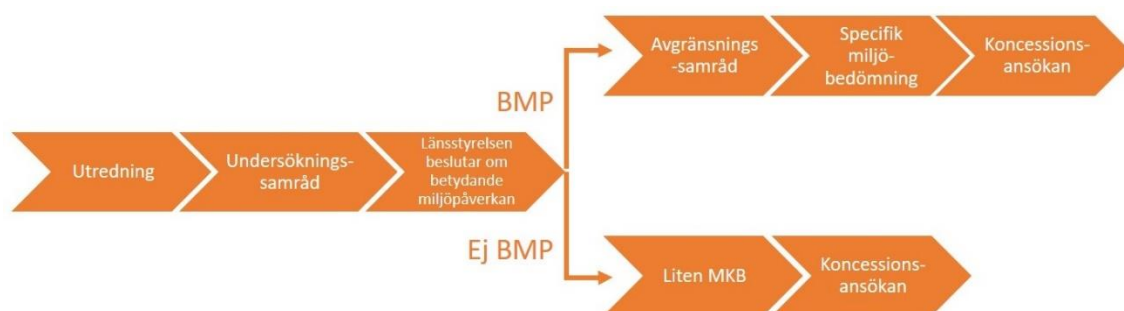 Utredning
Undersöknings-
samråd
Länsstyrelsen
beslutar om
betydande
miljöpåverkan
BMP
Avgränsnings
-samråd
Specifik
miljö-
bedömning
Koncessions-
ansökan
Ej BMP
Liten MKB
Koncessions-
ansökan